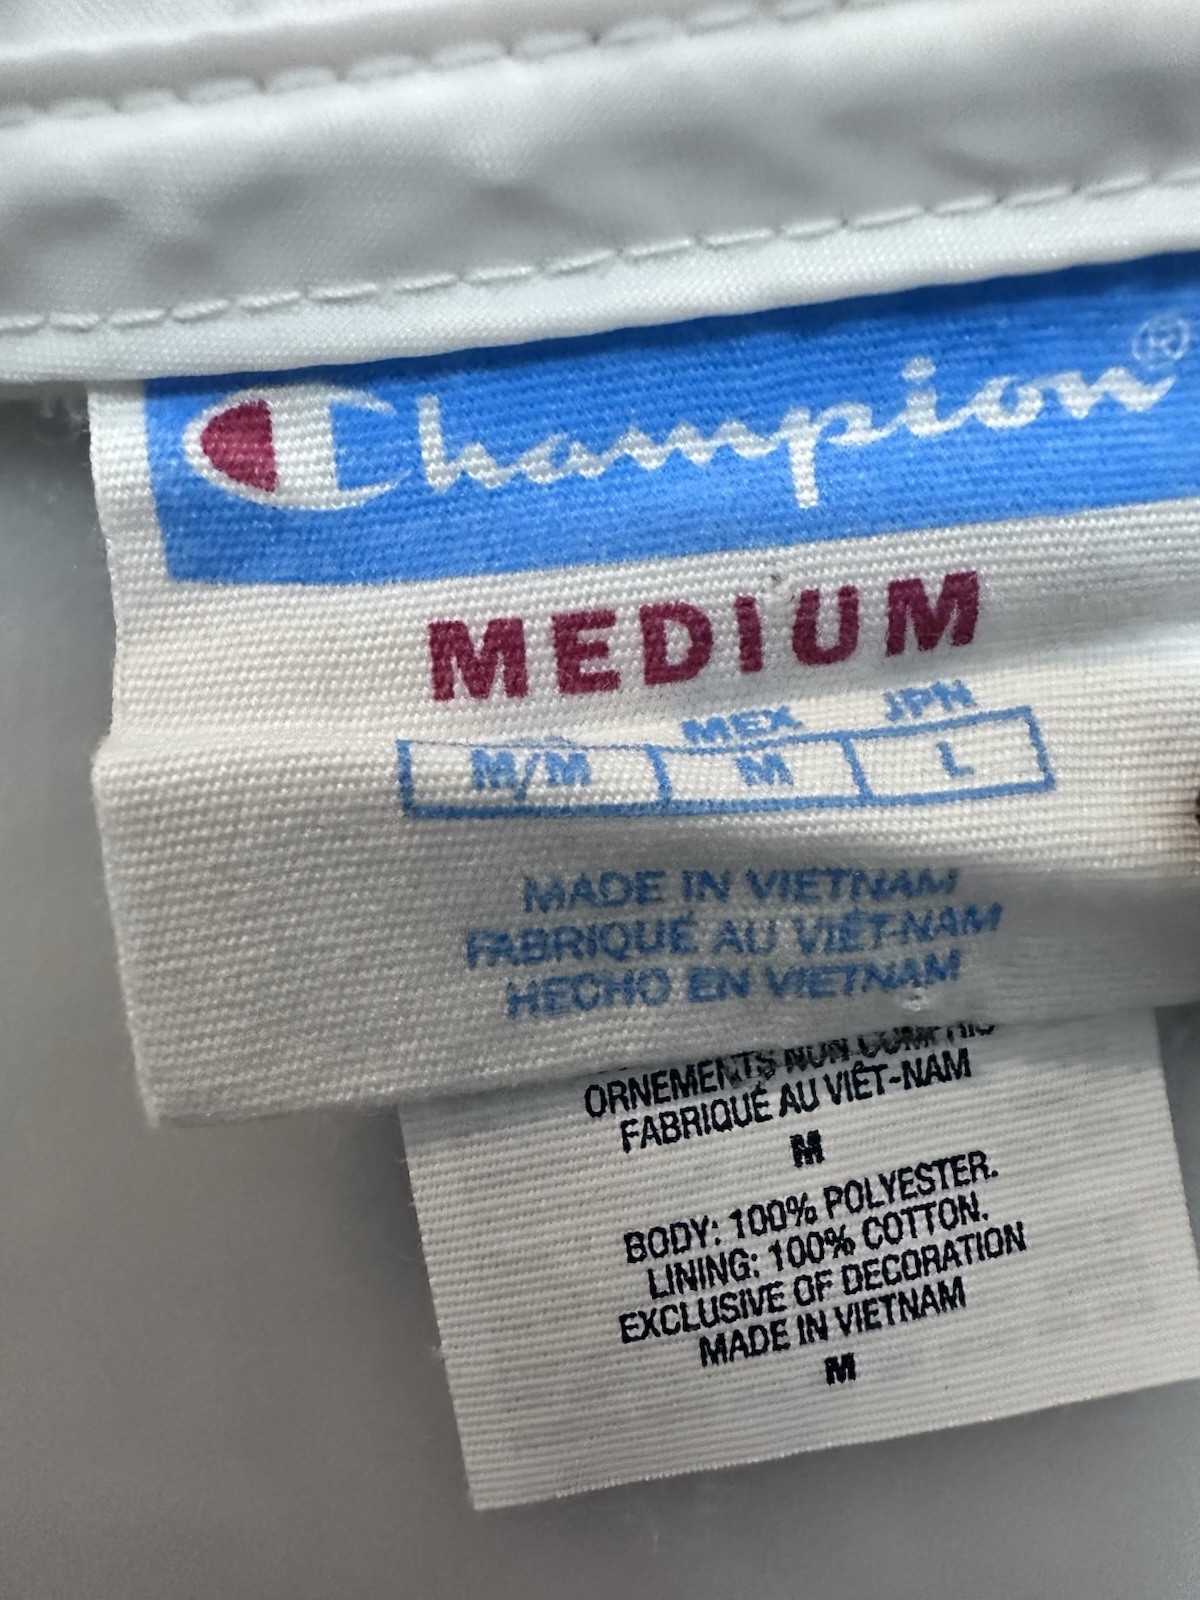 Champion®
MEDIUM
MEX JPN
M/M M L
MADE IN VIETNAM
FABRIQUÉ AU VIÊT-NAM
HECHO EN VIETNAM
ORNEMENTS NON COMPRIS
FABRIQUÉ AU VIÊT-NAM
M
BODY: 100% POLYESTER.
LINING: 100% COTTON.
EXCLUSIVE OF DECORATION
MADE IN VIETNAM
M